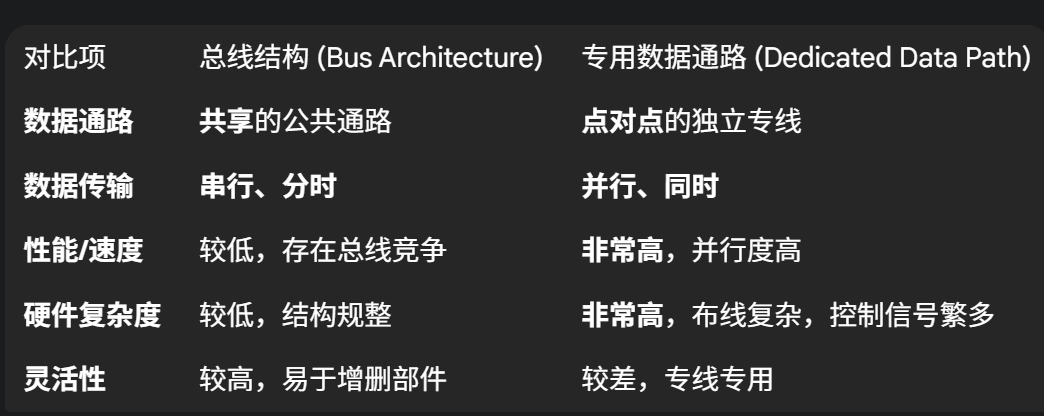 对比项 总线结构 (Bus Architecture) 专用数据通路 (Dedicated Data Path)
数据通路 共享的公共通路 点对点的独立专线
数据传输 串行、分时 并行、同时
性能/速度 较低，存在总线竞争 非常高，并行度高
硬件复杂度 较低，结构规整 非常高，布线复杂，控制信号繁多
灵活性 较高，易于增删部件 较差，专线专用